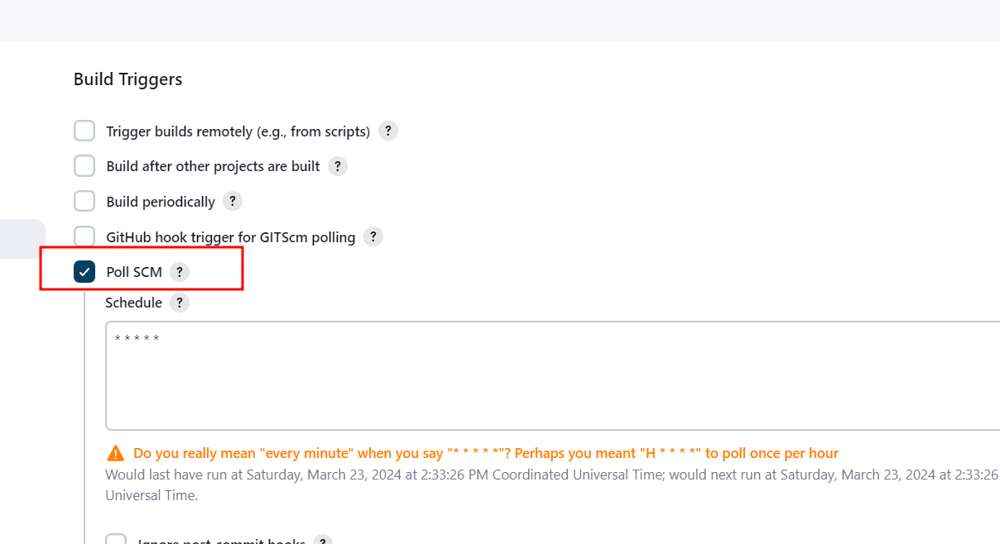 Build Triggers
Trigger builds remotely (e.g., from scripts) ?
Build after other projects are built ?
Build periodically ?
GitHub hook trigger for GITScm polling ?
Poll SCM ?
Schedule ?
* * * * *
Do you really mean "every minute" when you say "* * * * *"? Perhaps you meant "H * * * *" to poll once per hour
Would last have run at Saturday, March 23, 2024 at 2:33:26 PM Coordinated Universal Time; would next run at Saturday, March 23, 2024 at 2:33:26
Universal Time.
Ignore post-commit hooks ?